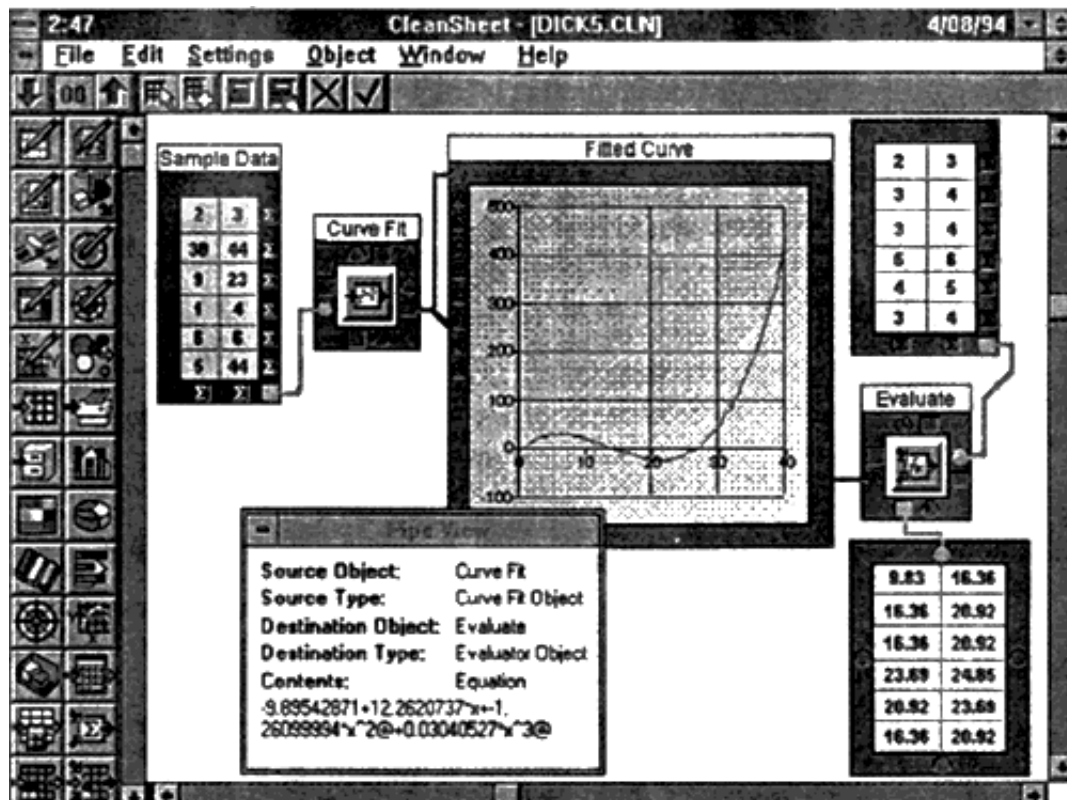 2:47 CleanSheet - [DICK5.CLN] 4/08/94
File Edit Settings Object Window Help
Sample Data
2 3 Σ
30 44 Σ
9 23 Σ
1 4 Σ
6 6 Σ
5 44 Σ
Σ Σ
Curve Fit
Fitted Curve
500
400
300
200
100
0
-100
0 10 20 30 40
2 3
3 4
3 4
5 6
4 5
3 4
Evaluate
9.83 16.36
16.36 20.92
16.36 20.92
23.69 24.85
20.92 23.69
16.36 20.92
Pipe View
Source Object: Curve Fit
Source Type: Curve Fit Object
Destination Object: Evaluate
Destination Type: Evaluator Object
Contents: Equation
-9.89542871+12.2620737*x+-1.
26099994*x^2@+0.03040527*x^3@